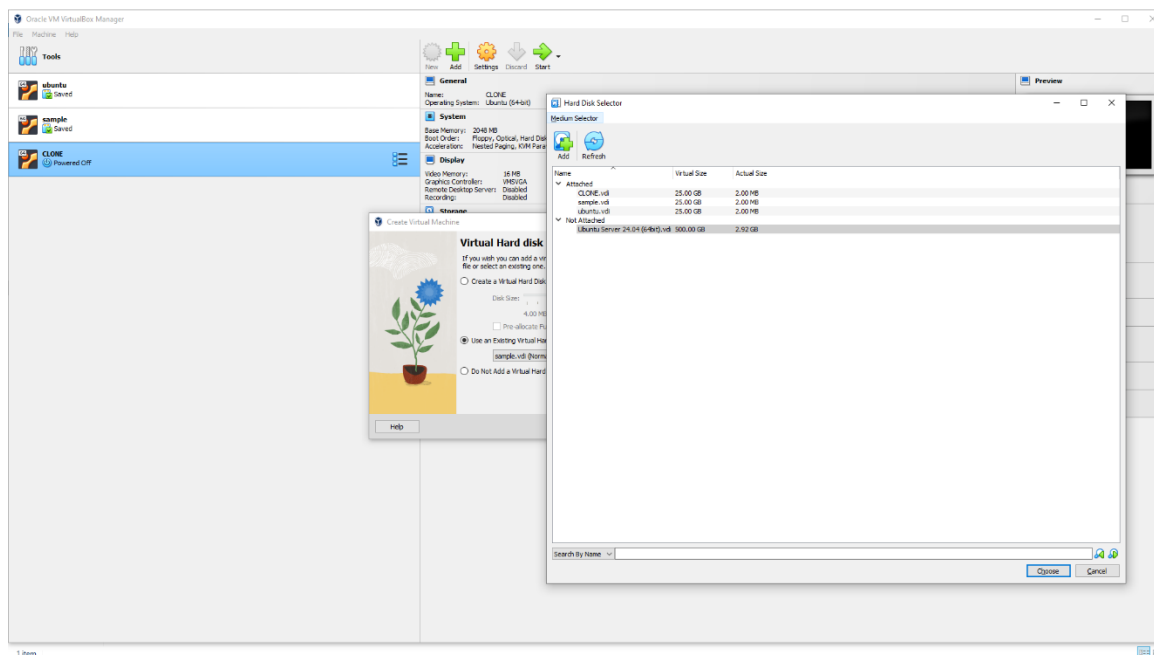 Oracle VM VirtualBox Manager
File Machine Help
Tools
New Add Settings Discard Start
ubuntu
Saved
sample
Saved
CLONE
Powered Off
General
Name: CLONE
Operating System: Ubuntu (64-bit)
System
Base Memory: 2048 MB
Boot Order: Floppy, Optical, Hard Disk
Acceleration: Nested Paging, KVM Para
Display
Video Memory: 16 MB
Graphics Controller: VMSVGA
Remote Desktop Server: Disabled
Recording: Disabled
Storage
Preview
Create Virtual Machine
Virtual Hard disk
If you wish you can add a vir
file or select an existing one.
Create a Virtual Hard Disk
Disk Size:
4.00 MB
Pre-allocate Fu
Use an Existing Virtual Har
sample.vdi (Norma
Do Not Add a Virtual Hard
Help
Hard Disk Selector
Medium Selector
Add Refresh
Name Virtual Size Actual Size
Attached
CLONE.vdi 25.00 GB 2.00 MB
sample.vdi 25.00 GB 2.00 MB
ubuntu.vdi 25.00 GB 2.00 MB
Not Attached
Ubuntu Server 24.04 (64bit).vdi 500.00 GB 2.92 GB
Search By Name
Choose Cancel
1 item